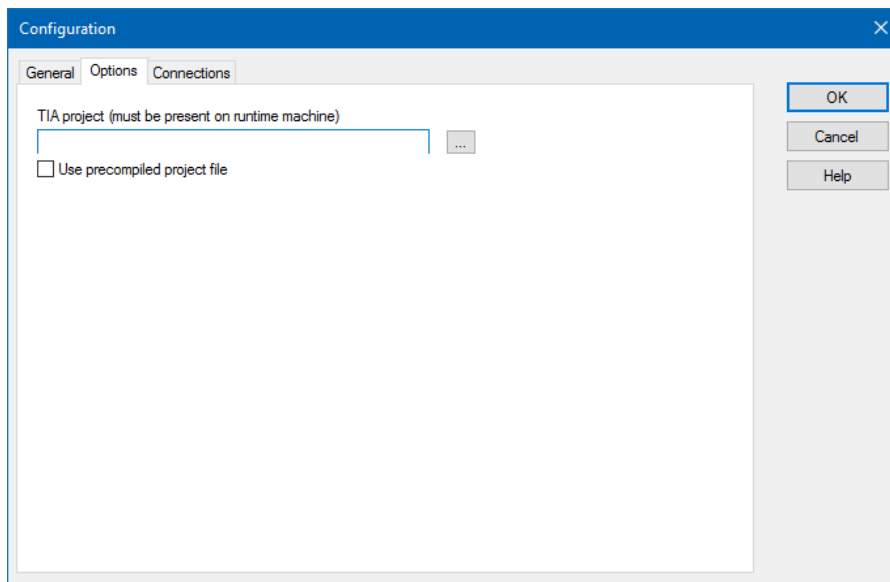 Configuration
General Options Connections
OK
TIA project (must be present on runtime machine)
...
Cancel
Use precompiled project file
Help